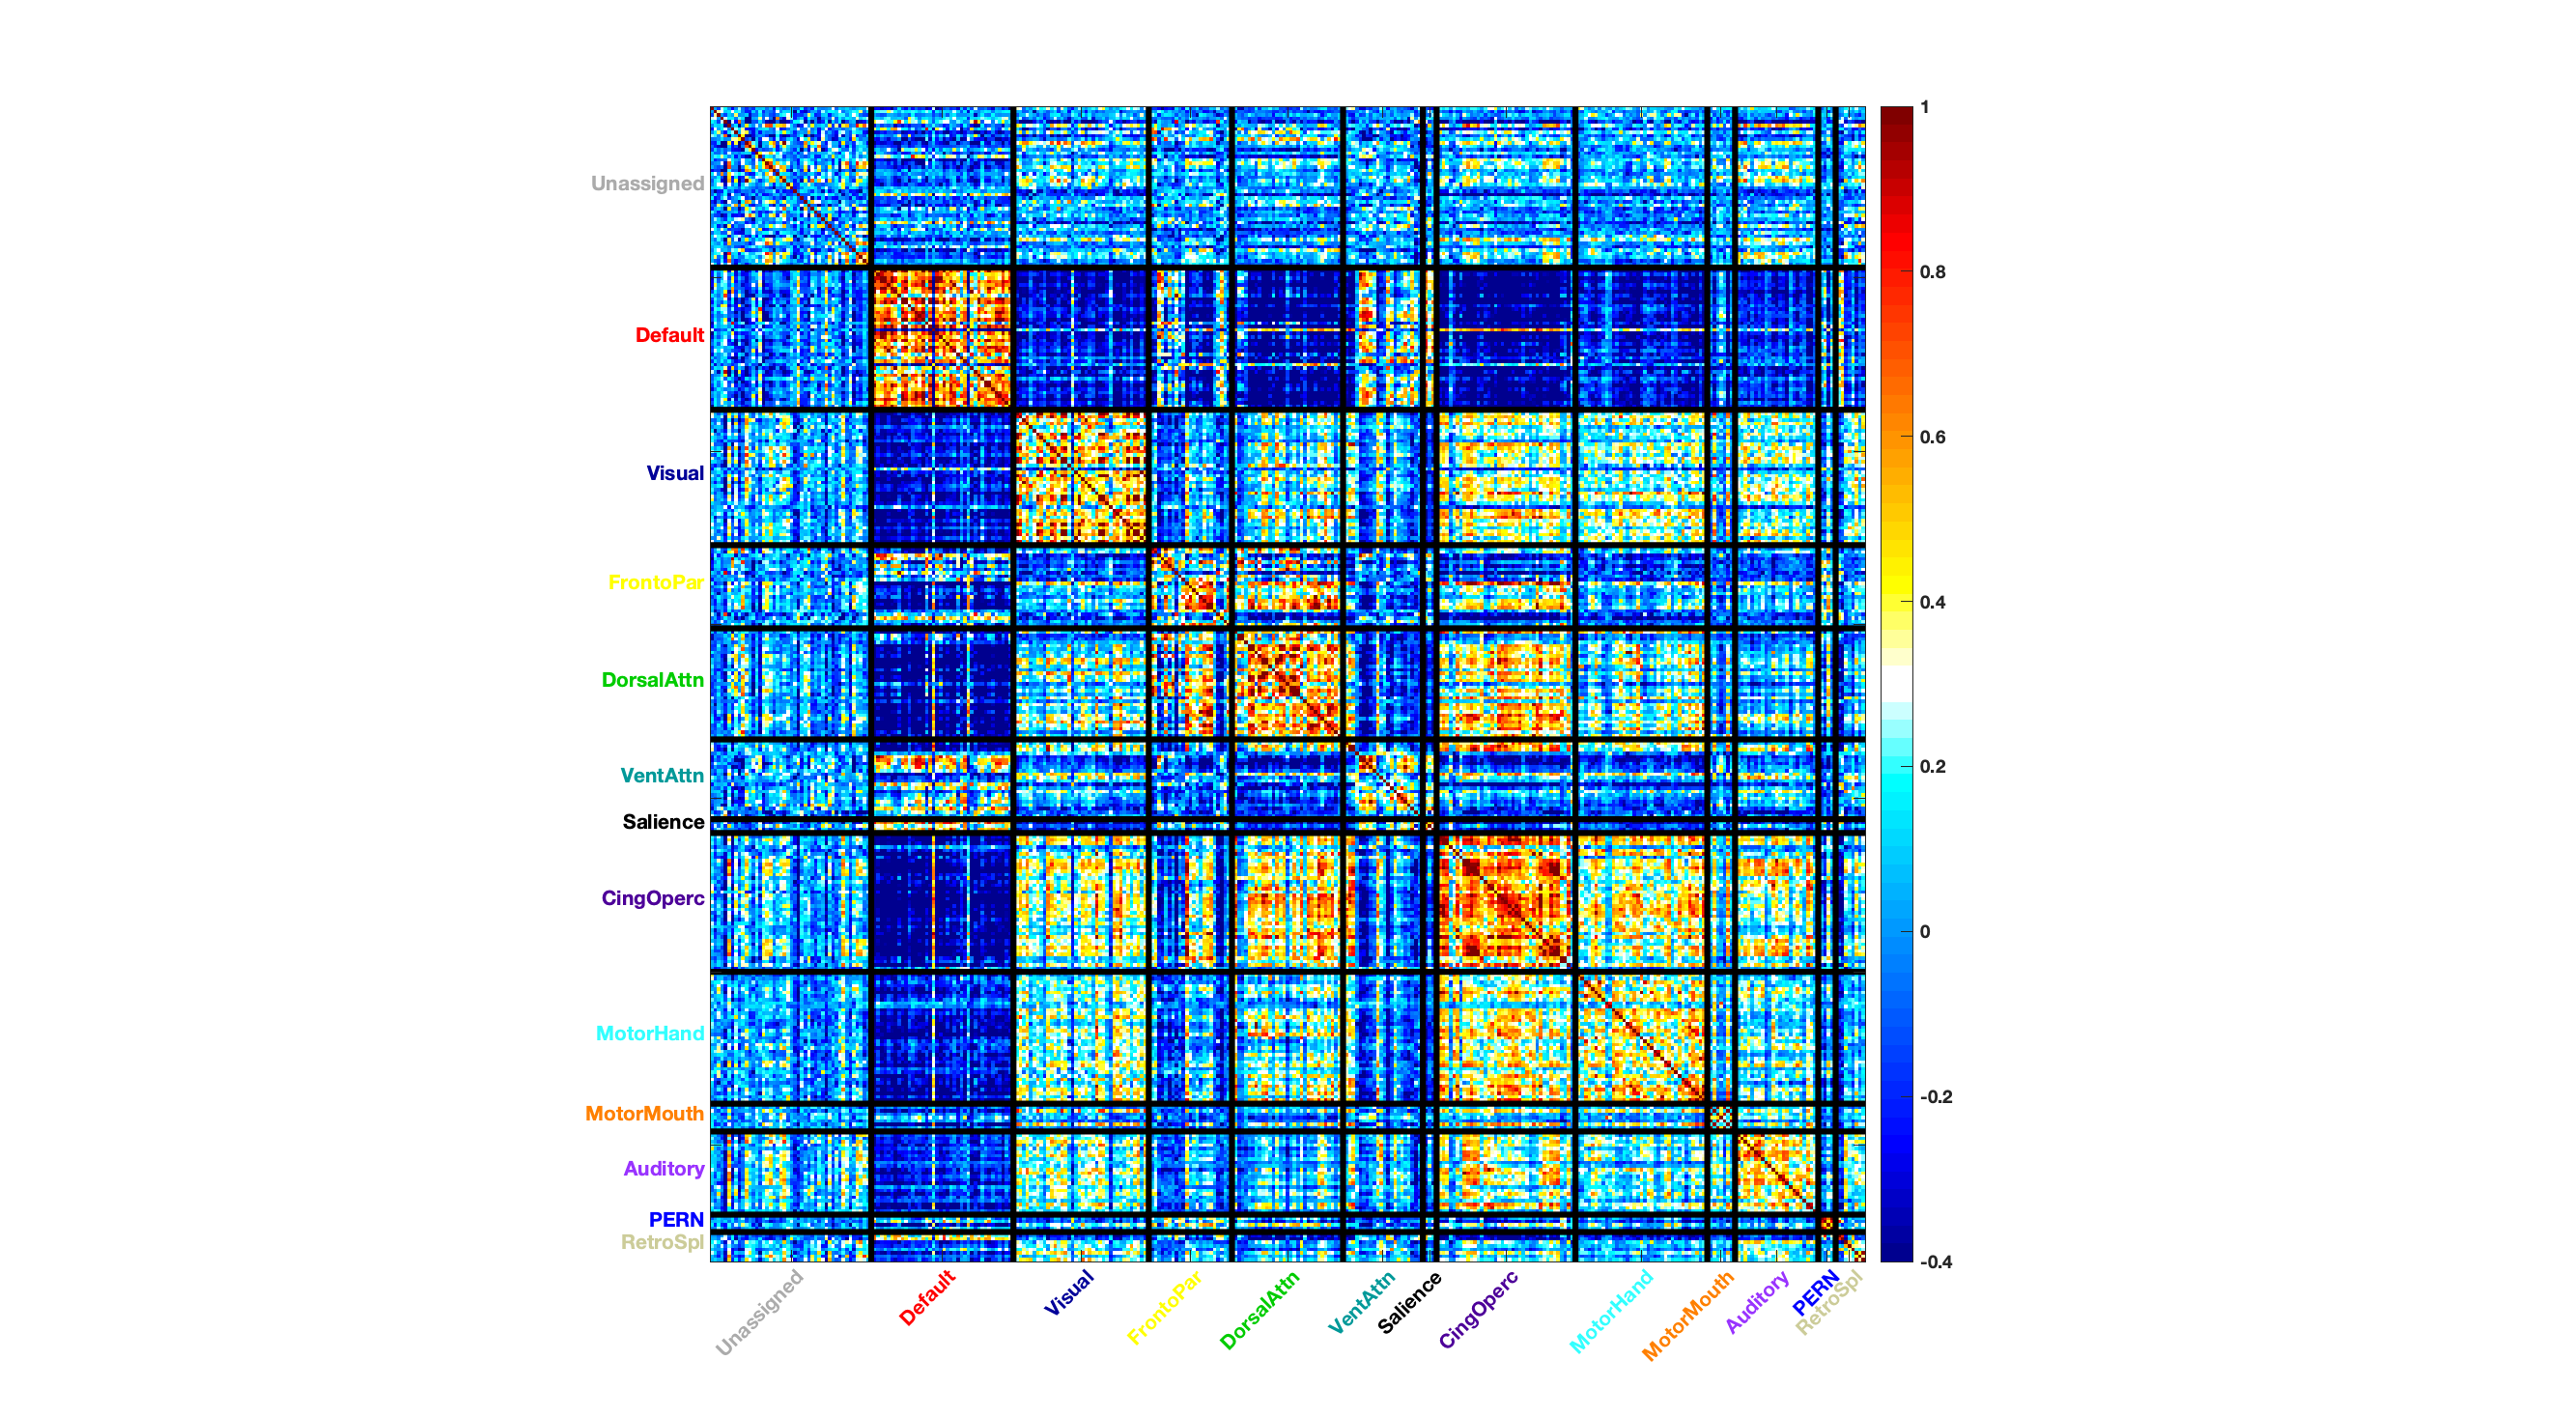 Unassigned
Default
Visual
FrontoPar
DorsalAttn
VentAttn
Salience
CingOperc
MotorHand
MotorMouth
Auditory
PERN
RetroSpl
Unassigned
Default
Visual
FrontoPar
DorsalAttn
VentAttn
Salience
CingOperc
MotorHand
MotorMouth
Auditory
PERN
RetroSpl
1
0.8
0.6
0.4
0.2
0
-0.2
-0.4